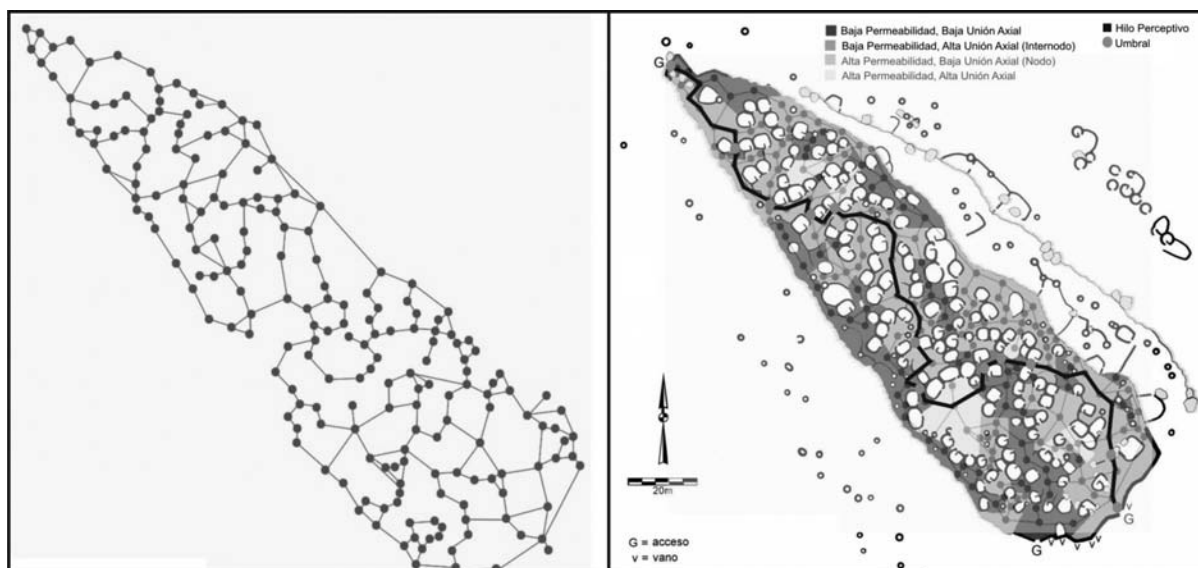 Baja Permeabilidad, Baja Unión Axial
Baja Permeabilidad, Alta Unión Axial (Internodo)
Alta Permeabilidad, Baja Unión Axial (Nodo)
Alta Permeabilidad, Alta Unión Axial
Hilo Perceptivo
Umbral
G
20m
v
G
G = acceso
v = vano
G
v v v v v